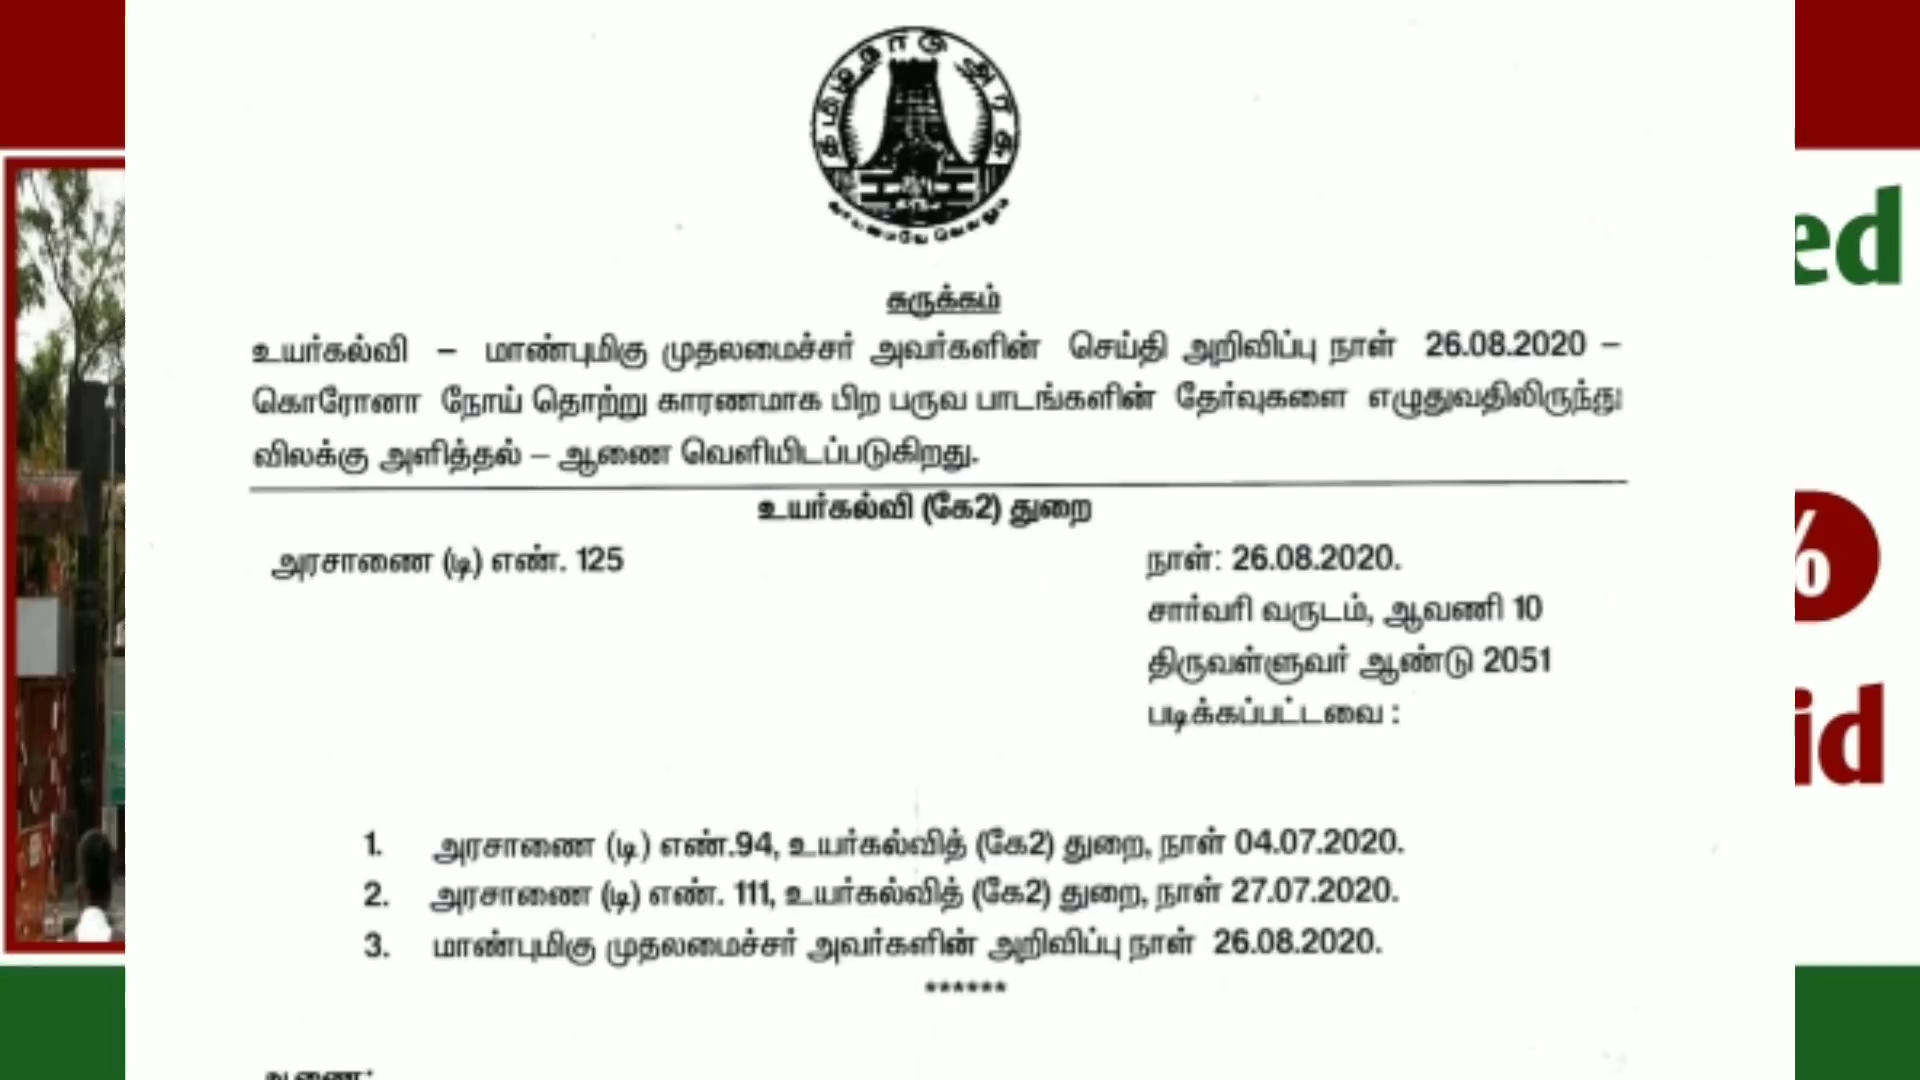 தமிழ்நாடு அரசு
வாய்மையே வெல்லும்
சுருக்கம்
உயர்கல்வி – மாண்புமிகு முதலமைச்சர் அவர்களின் செய்தி அறிவிப்பு நாள் 26.08.2020 –
கொரோனா நோய் தொற்று காரணமாக பிற பருவ பாடங்களின் தேர்வுகளை எழுதுவதிலிருந்து
விலக்கு அளித்தல் – ஆணை வெளியிடப்படுகிறது.
உயர்கல்வி (கே2) துறை
அரசாணை (டி) எண். 125
நாள்: 26.08.2020.
சார்வரி வருடம், ஆவணி 10
திருவள்ளுவர் ஆண்டு 2051
படிக்கப்பட்டவை :
1. அரசாணை (டி) எண்.94, உயர்கல்வித் (கே2) துறை, நாள் 04.07.2020.
2. அரசாணை (டி) எண். 111, உயர்கல்வித் (கே2) துறை, நாள் 27.07.2020.
3. மாண்புமிகு முதலமைச்சர் அவர்களின் அறிவிப்பு நாள் 26.08.2020.
******
ஆணை:
ed
%
id